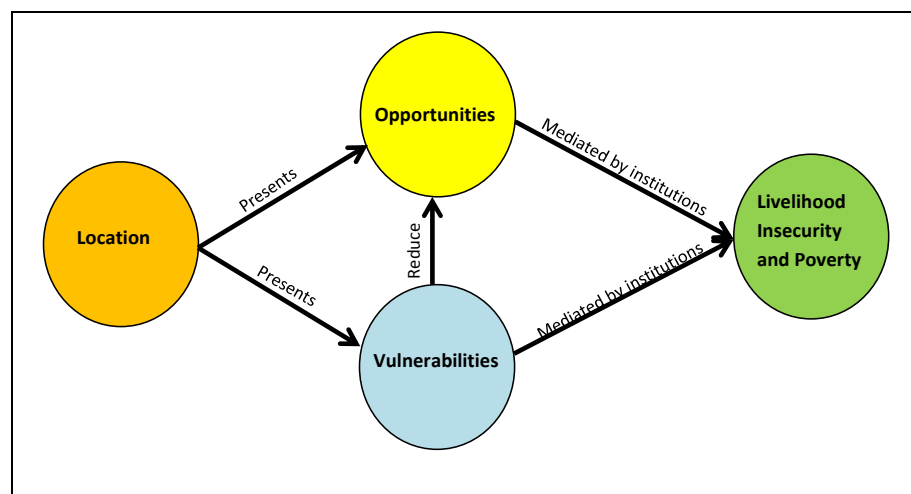 Opportunities
Mediated by institutions
Presents
Location
Livelihood
Insecurity
and Poverty
Reduce
Presents
Mediated by institutions
Vulnerabilities